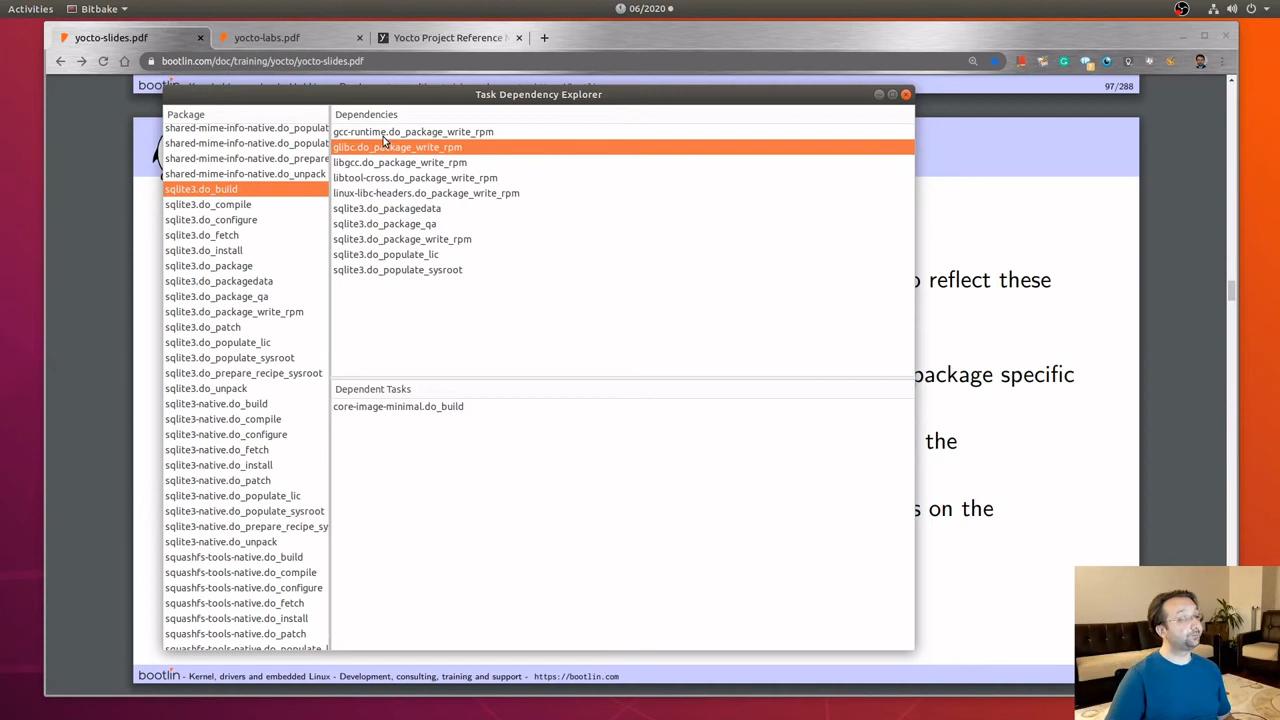 Activities
Bitbake
06/2020
yocto-slides.pdf
yocto-labs.pdf
Yocto Project Reference M
bootlin.com/doc/training/yocto/yocto-slides.pdf
97/288
Task Dependency Explorer
Package
shared-mime-info-native.do_populat
shared-mime-info-native.do_populat
shared-mime-info-native.do_prepare
shared-mime-info-native.do_unpack
sqlite3.do_build
sqlite3.do_compile
sqlite3.do_configure
sqlite3.do_fetch
sqlite3.do_install
sqlite3.do_package
sqlite3.do_packagedata
sqlite3.do_package_qa
sqlite3.do_package_write_rpm
sqlite3.do_patch
sqlite3.do_populate_lic
sqlite3.do_populate_sysroot
sqlite3.do_prepare_recipe_sysroot
sqlite3.do_unpack
sqlite3-native.do_build
sqlite3-native.do_compile
sqlite3-native.do_configure
sqlite3-native.do_fetch
sqlite3-native.do_install
sqlite3-native.do_patch
sqlite3-native.do_populate_lic
sqlite3-native.do_populate_sysroot
sqlite3-native.do_prepare_recipe_sy
sqlite3-native.do_unpack
squashfs-tools-native.do_build
squashfs-tools-native.do_compile
squashfs-tools-native.do_configure
squashfs-tools-native.do_fetch
squashfs-tools-native.do_install
squashfs-tools-native.do_patch
squashfs-tools-native.do_populate_l
Dependencies
gcc-runtime.do_package_write_rpm
glibc.do_package_write_rpm
libgcc.do_package_write_rpm
libtool-cross.do_package_write_rpm
linux-libc-headers.do_package_write_rpm
sqlite3.do_packagedata
sqlite3.do_package_qa
sqlite3.do_package_write_rpm
sqlite3.do_populate_lic
sqlite3.do_populate_sysroot
Dependent Tasks
core-image-minimal.do_build
o reflect these
package specific
the
s on the
bootlin - Kernel, drivers and embedded Linux - Development, consulting, training and support - https://bootlin.com